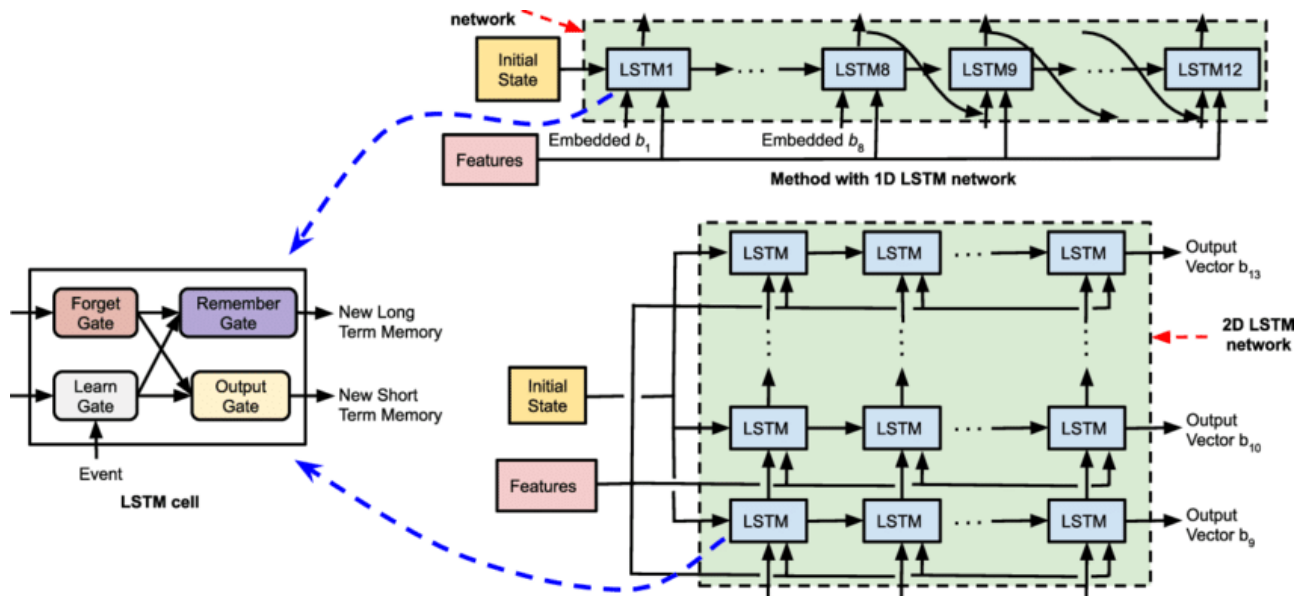 network
Initial
State
LSTM1
...
LSTM8
LSTM9
...
LSTM12
Embedded b1
Embedded b8
Features
Method with 1D LSTM network
Forget
Gate
Remember
Gate
New Long
Term Memory
Learn
Gate
Output
Gate
New Short
Term Memory
Event
LSTM cell
LSTM
LSTM
...
LSTM
Output
Vector b13
2D LSTM
network
Initial
State
LSTM
LSTM
...
LSTM
Output
Vector b10
Features
LSTM
LSTM
...
LSTM
Output
Vector b9